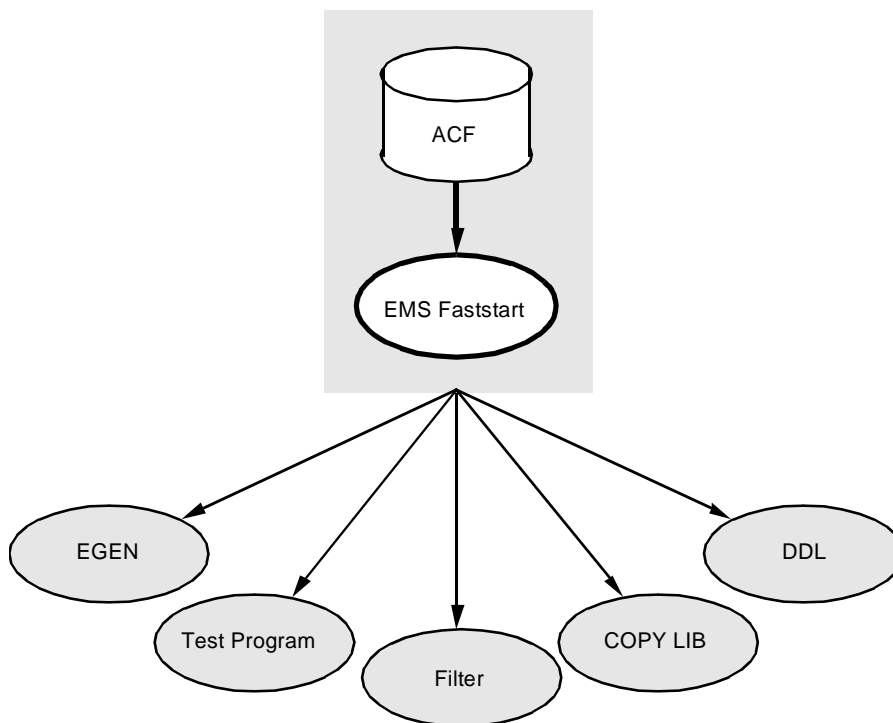 ACF
EMS Faststart
EGEN
DDL
Test Program
COPY LIB
Filter